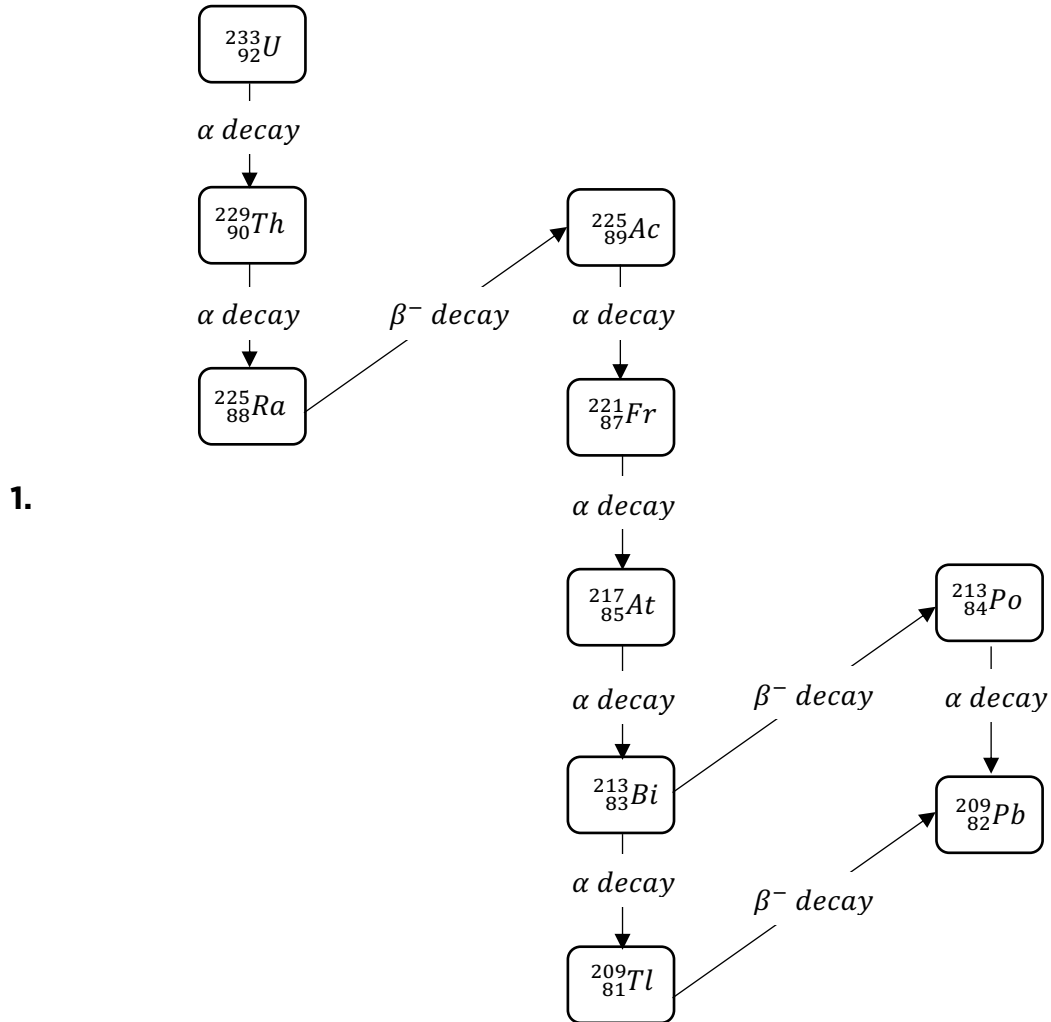 ²³³₉₂U
α decay
²²⁹₉₀Th
²²⁵₈₉Ac
α decay
β⁻ decay
α decay
²²⁵₈₈Ra
²²¹₈₇Fr
1.
α decay
²¹⁷₈₅At
²¹³₈₄Po
α decay
β⁻ decay
α decay
²¹³₈₃Bi
²⁰⁹₈₂Pb
α decay
β⁻ decay
²⁰⁹₈₁Tl